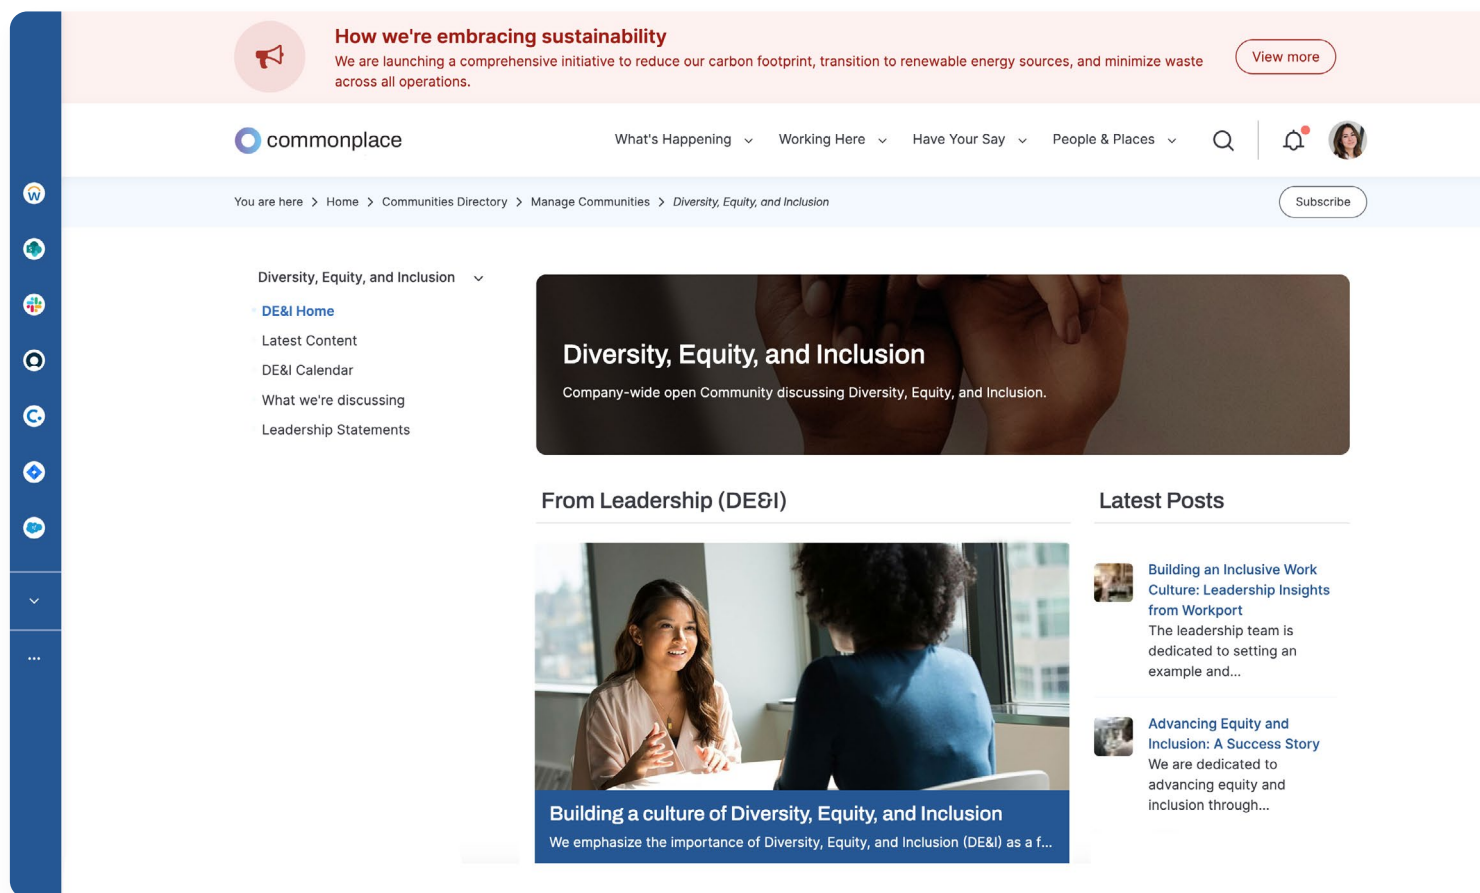 How we're embracing sustainability
We are launching a comprehensive initiative to reduce our carbon footprint, transition to renewable energy sources, and minimize waste
across all operations.
View more
commonplace
What's Happening
Working Here
Have Your Say
People & Places
You are here > Home > Communities Directory > Manage Communities > Diversity, Equity, and Inclusion
Subscribe
Diversity, Equity, and Inclusion
DE&I Home
Latest Content
DE&I Calendar
What we're discussing
Leadership Statements
Diversity, Equity, and Inclusion
Company-wide open Community discussing Diversity, Equity, and Inclusion.
From Leadership (DE&I)
Building a culture of Diversity, Equity, and Inclusion
We emphasize the importance of Diversity, Equity, and Inclusion (DE&I) as a f...
Latest Posts
Building an Inclusive Work
Culture: Leadership Insights
from Workport
The leadership team is
dedicated to setting an
example and...
Advancing Equity and
Inclusion: A Success Story
We are dedicated to
advancing equity and
inclusion through...